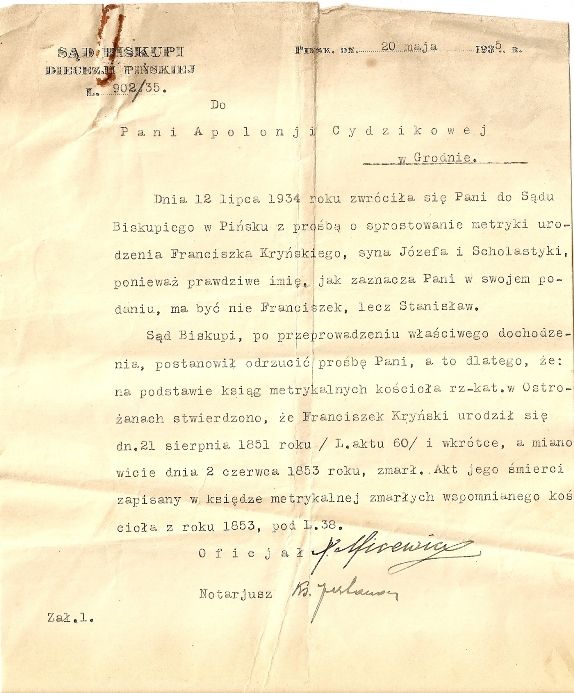 SĄD BISKUPI
DIECEZJI PIŃSKIEJ
L. 902/35.
PIŃSK. DN. 20 maja 1935. R.
Do
Pani Apolonji Cydzikowej
w Grodnie.
Dnia 12 lipca 1934 roku zwróciła się Pani do Sądu
Biskupiego w Pińsku z prośbą o sprostowanie metryki uro-
dzenia Franciszka Kryńskiego, syna Józefa i Scholastyki,
ponieważ prawdziwe imię, jak zaznacza Pani w swojem po-
daniu, ma być nie Franciszek, lecz Stanisław.
Sąd Biskupi, po przeprowadzeniu właściwego dochodze-
nia, postanowił odrzucić prośbę Pani, a to dlatego, że:
na podstawie ksiąg metrykalnych kościoła rz-kat.w Ostro-
żanach stwierdzono, że Franciszek Kryński urodził się
dn.21 sierpnia 1851 roku / L.aktu 60/ i wkrótce, a miano
wicie dnia 2 czerwca 1853 roku, zmarł. Akt jego śmierci
zapisany w księdze metrykalnej zmarłych wspomnianego koś
cioła z roku 1853, pod L.38.
Oficjał
Notarjusz Ks.
Zał.1.